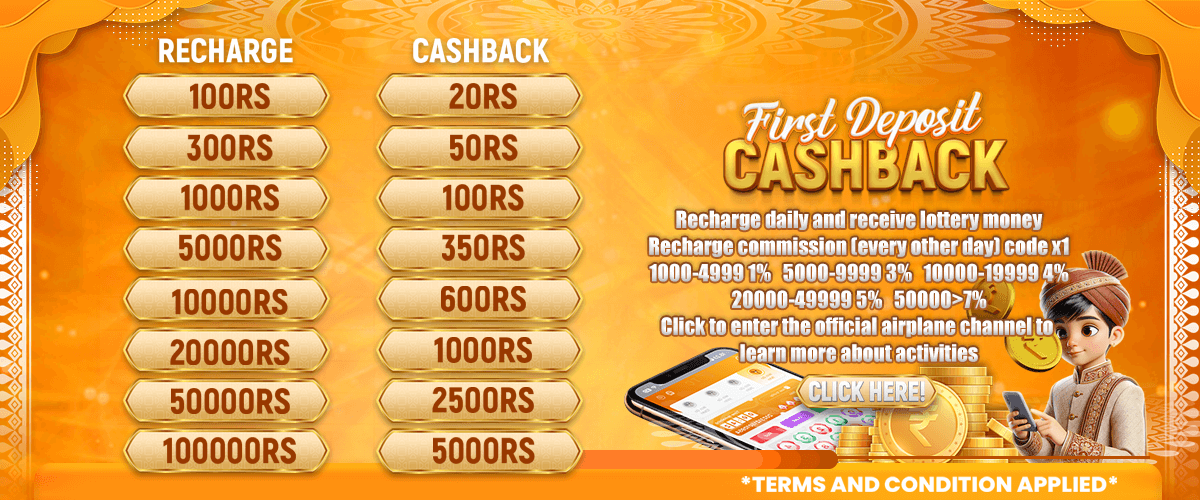 RECHARGE CASHBACK
100RS 20RS
300RS 50RS
1000RS 100RS
5000RS 350RS
10000RS 600RS
20000RS 1000RS
50000RS 2500RS
100000RS 5000RS
First Deposit
CASHBACK
Recharge daily and receive lottery money
Recharge commission (every other day) code x1
1000-4999 1% 5000-9999 3% 10000-19999 4%
20000-49999 5% 50000>7%
Click to enter the official airplane channel to
learn more about activities
CLICK HERE!
*TERMS AND CONDITION APPLIED*